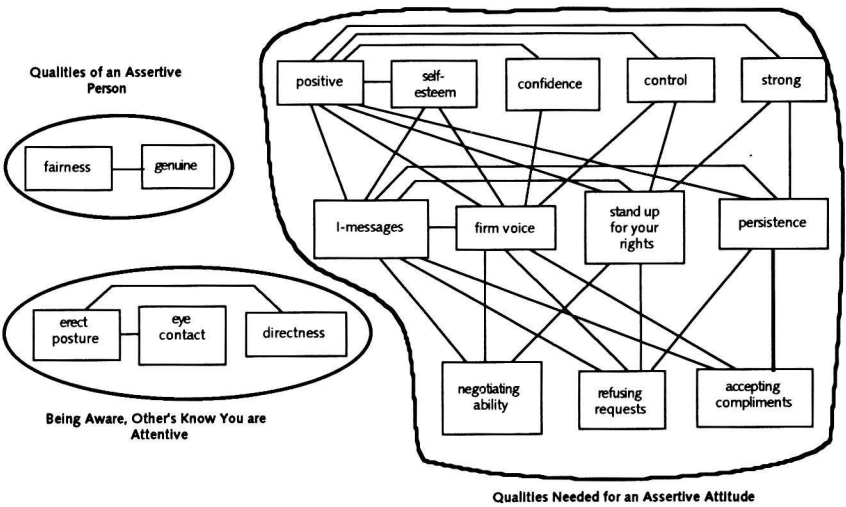 Qualities of an Assertive
Person
fairness
genuine
erect
posture
eye
contact
directness
Being Aware, Other's Know You are
Attentive
positive
self-
esteem
confidence
control
strong
I-messages
firm voice
stand up
for your
rights
persistence
negotiating
ability
refusing
requests
accepting
compliments
Qualities Needed for an Assertive Attitude